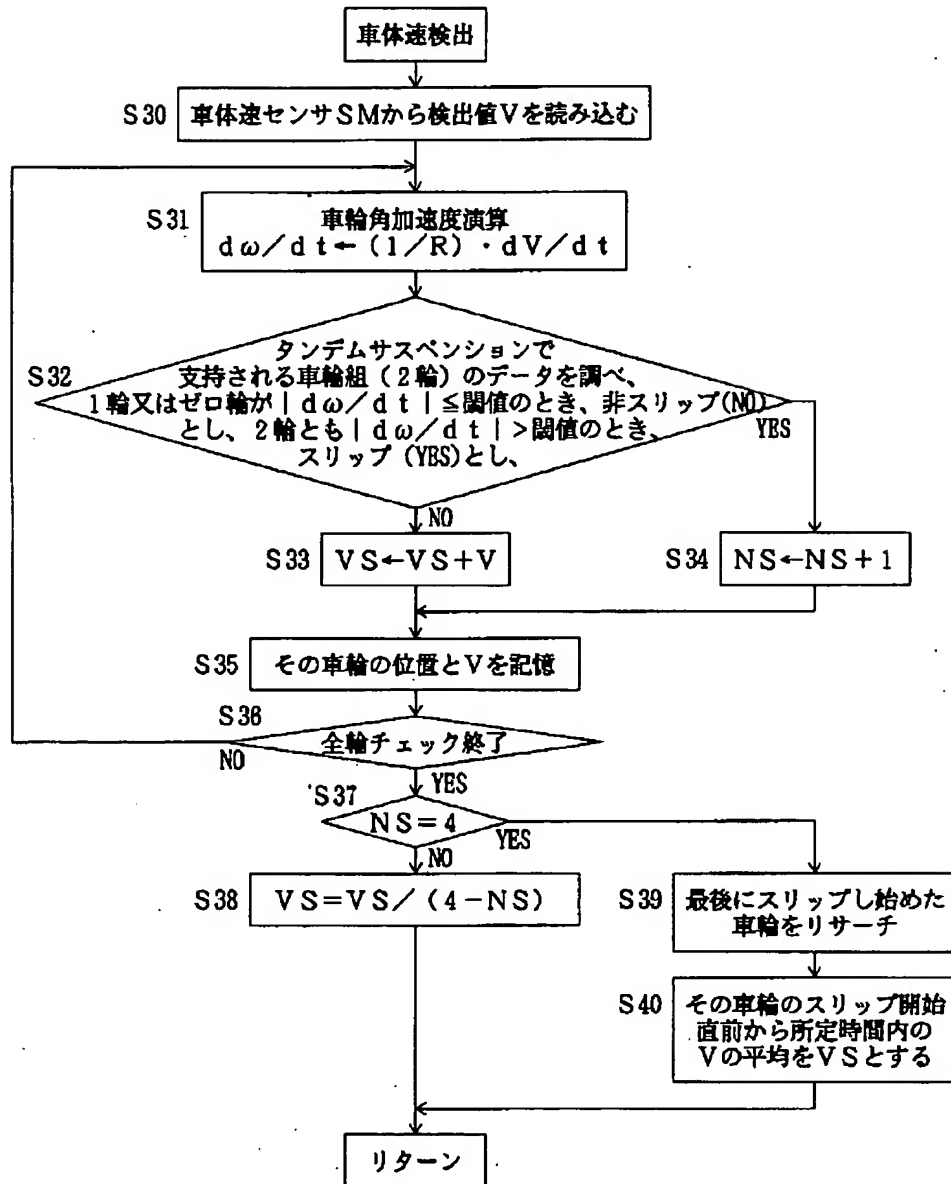 車体速検出
S30 車体速センサSMから検出値Vを読み込む
S31 車輪角加速度演算
dω/dt←(1/R)・dV/dt
S32
タンデムサスペンションで
支持される車輪組(2輪)のデータを調べ、
1輪又はゼロ輪が|dω/dt|≦閾値のとき、非スリップ(NO)
とし、2輪とも|dω/dt|>閾値のとき、
スリップ(YES)とし、
YES
NO
S33 VS←VS+V
S34 NS←NS+1
S35 その車輪の位置とVを記憶
S36
全輪チェック終了
NO
YES
S37
NS=4
YES
NO
S38 VS=VS/(4-NS)
S39 最後にスリップし始めた
車輪をリサーチ
S40 その車輪のスリップ開始
直前から所定時間内の
Vの平均をVSとする
リターン